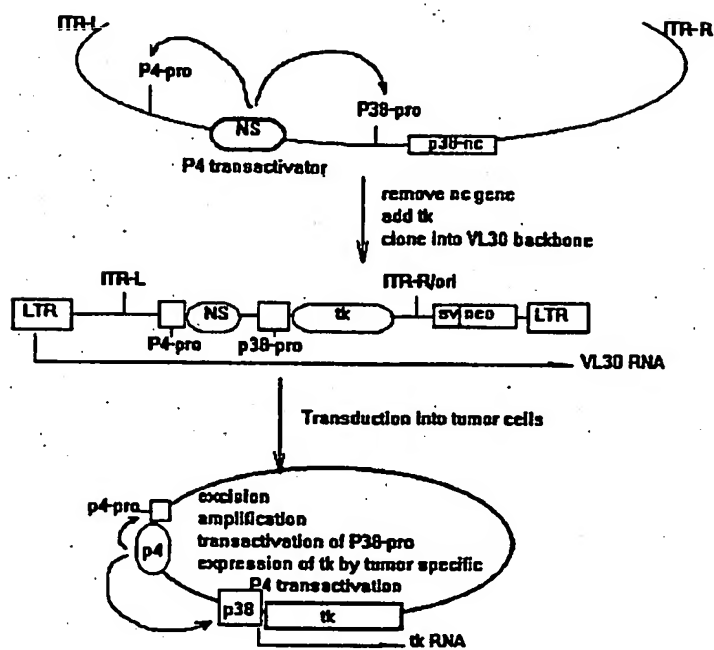 ITR-L
ITR-R
P4-pro
P38-pro
NS
p38-nc
P4 transactivator
remove nc gene
add tk
clone into VL30 backbone
ITR-L
ITR-R/ori
LTR
NS
tk
sv neo
LTR
P4-pro
p38-pro
VL30 RNA
Transduction into tumor cells
p4-pro
excision
amplification
p4
transactivation of P38-pro
expression of tk by tumor specific
P4 transactivation
p38
tk
tk RNA